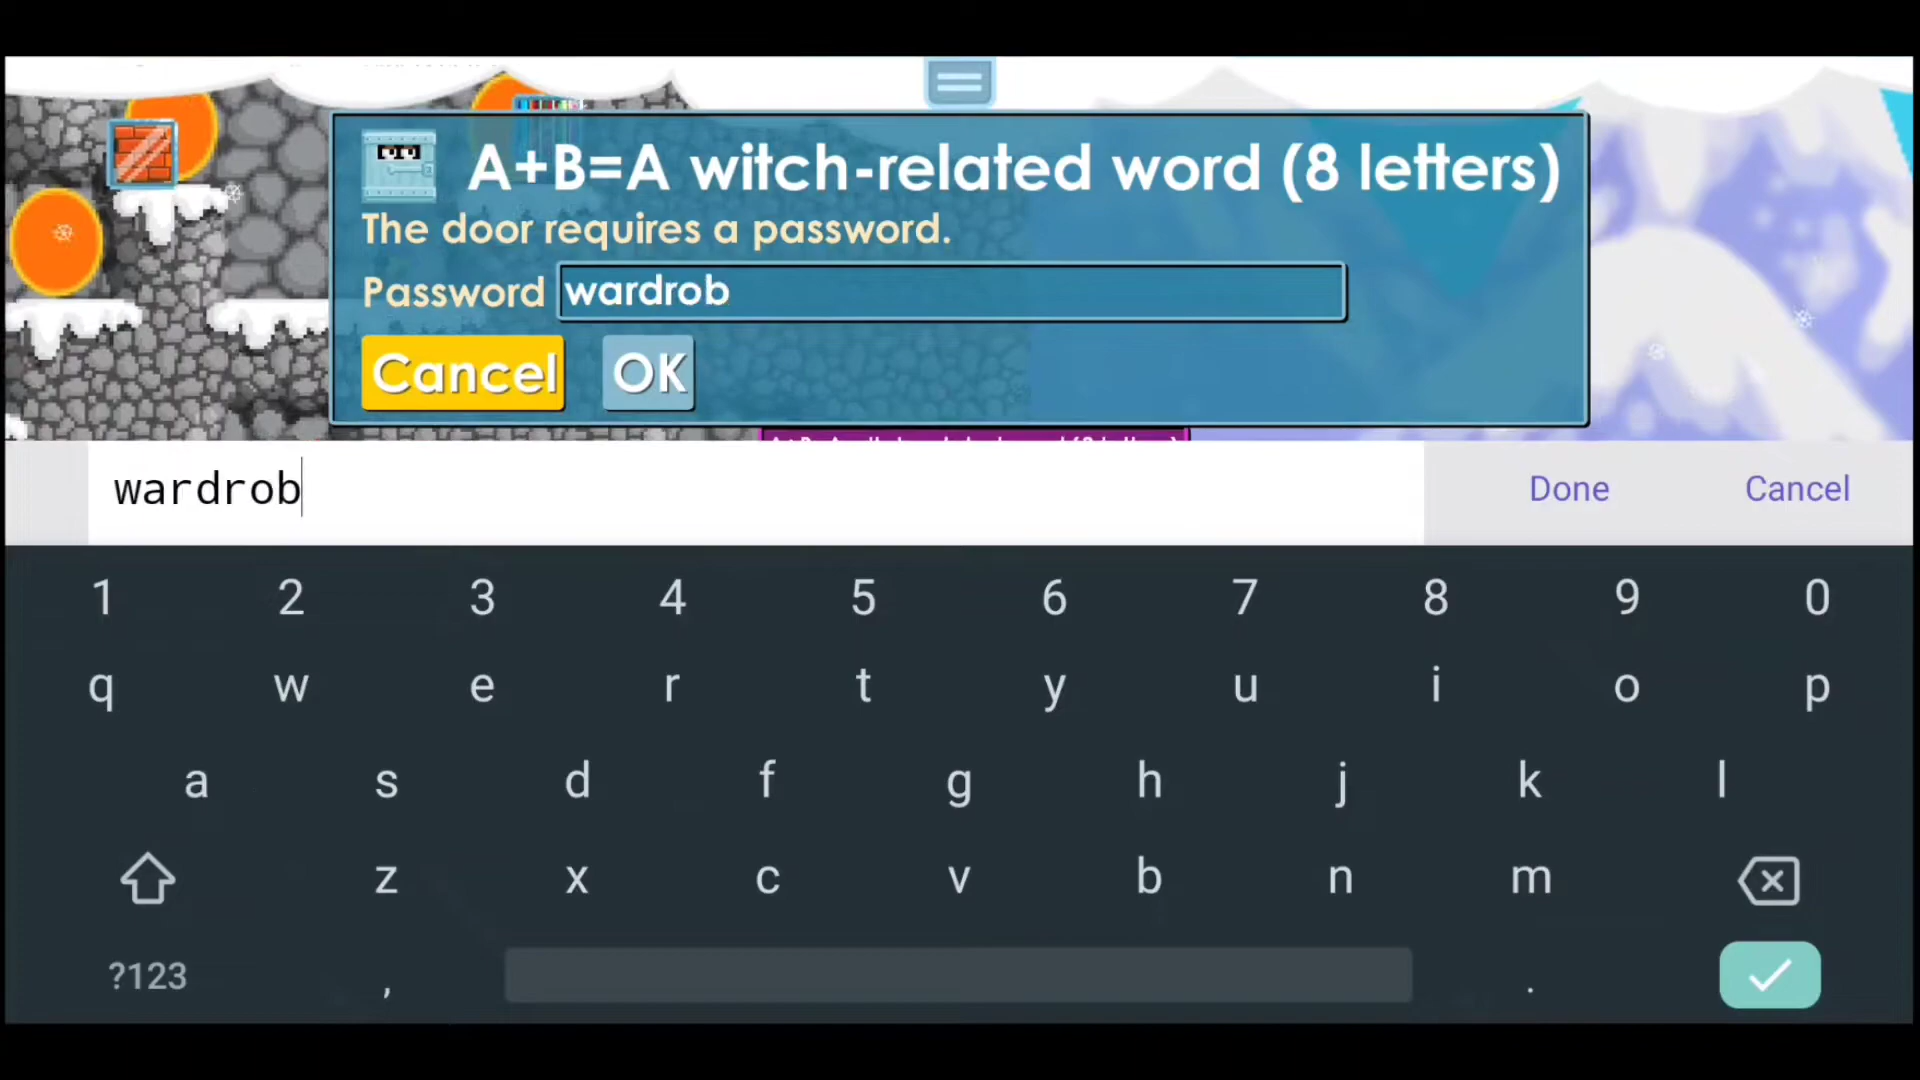 A+B=A witch-related word (8 letters)
The door requires a password.
Password wardrob
Cancel OK
wardrob Done Cancel
1 2 3 4 5 6 7 8 9 0
q w e r t y u i o p
a s d f g h j k l
z x c v b n m
?123 , .